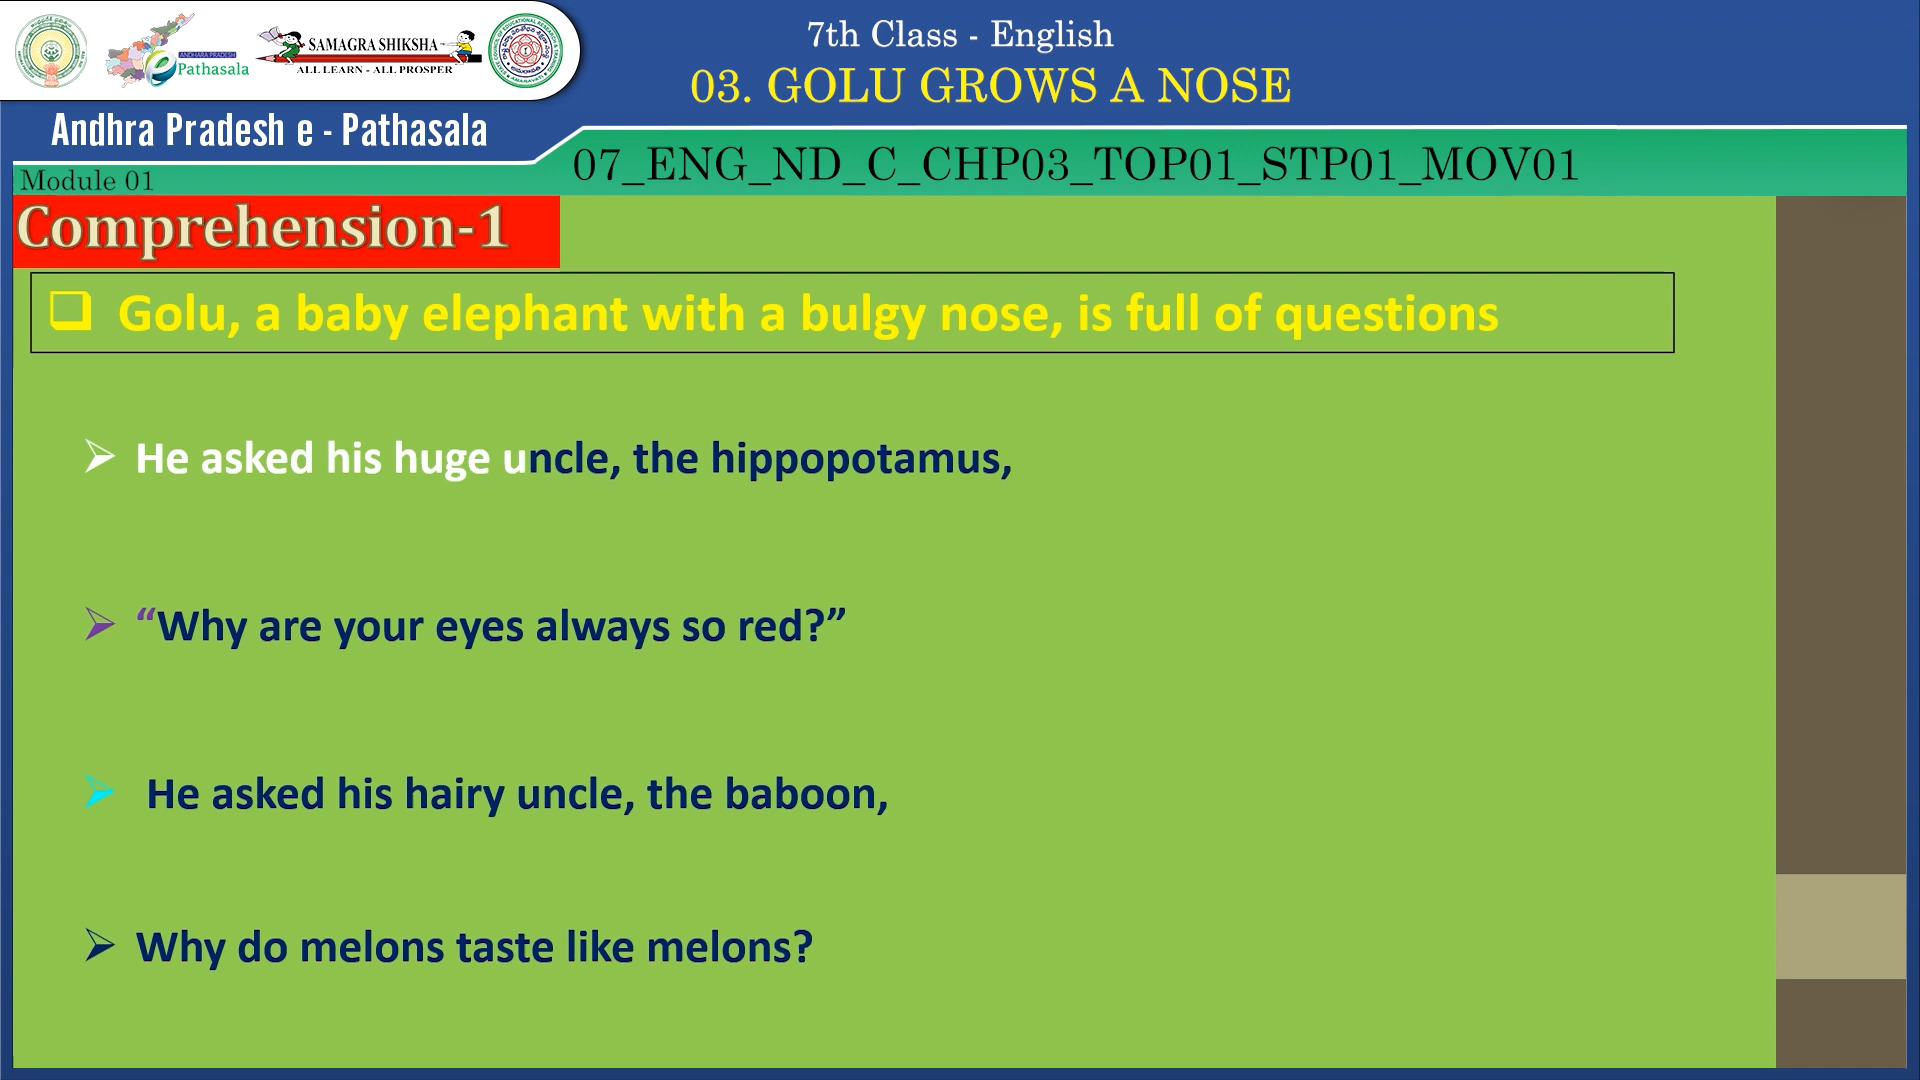 ANDHRA PRADESH
Pathasala
SAMAGRA SHIKSHA
ALL LEARN - ALL PROSPER
7th Class - English
03. GOLU GROWS A NOSE
Andhra Pradesh e - Pathasala
07_ENG_ND_C_CHP03_TOP01_STP01_MOV01
Module 01
Comprehension-1
Golu, a baby elephant with a bulgy nose, is full of questions
He asked his huge uncle, the hippopotamus,
“Why are your eyes always so red?”
He asked his hairy uncle, the baboon,
Why do melons taste like melons?